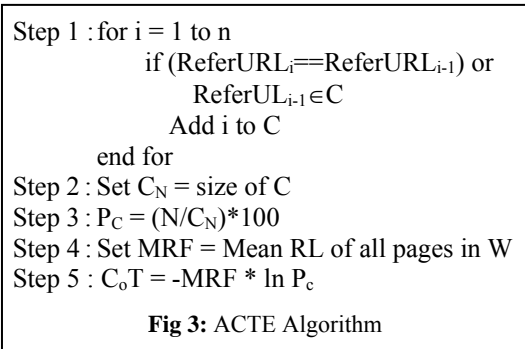 Step 1 : for i = 1 to n
if (ReferURLi==ReferURLi-1) or
ReferULi-1∈C
Add i to C
end for
Step 2 : Set CN = size of C
Step 3 : PC = (N/CN)*100
Step 4 : Set MRF = Mean RL of all pages in W
Step 5 : CoT = -MRF * ln Pc
Fig 3: ACTE Algorithm